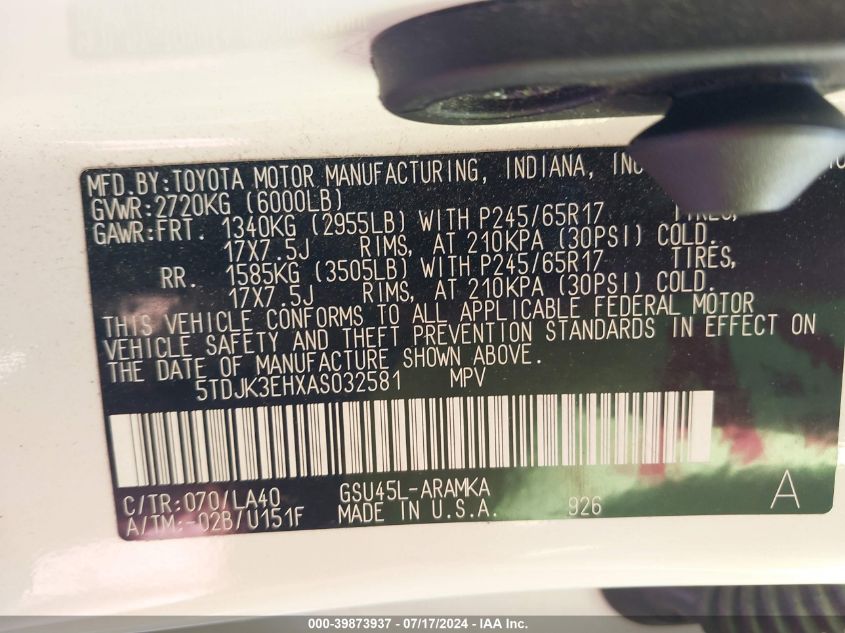 MFD.BY:TOYOTA MOTOR MANUFACTURING, INDIANA, INC
GVWR:2720KG (6000LB)
GAWR:FRT. 1340KG (2955LB) WITH P245/65R17 TIRES,
17X7.5J RIMS, AT 210KPA (30PSI) COLD.
RR. 1585KG (3505LB) WITH P245/65R17 TIRES,
17X7.5J RIMS, AT 210KPA (30PSI) COLD.
THIS VEHICLE CONFORMS TO ALL APPLICABLE FEDERAL MOTOR
VEHICLE SAFETY AND THEFT PREVENTION STANDARDS IN EFFECT ON
THE DATE OF MANUFACTURE SHOWN ABOVE.
5TDJK3EHXAS032581 MPV
C/TR:070/LA40 GSU45L-ARAMKA
A/TM:-02B/U151F MADE IN U.S.A. 926 A
000-39873937 - 07/17/2024 - IAA Inc.